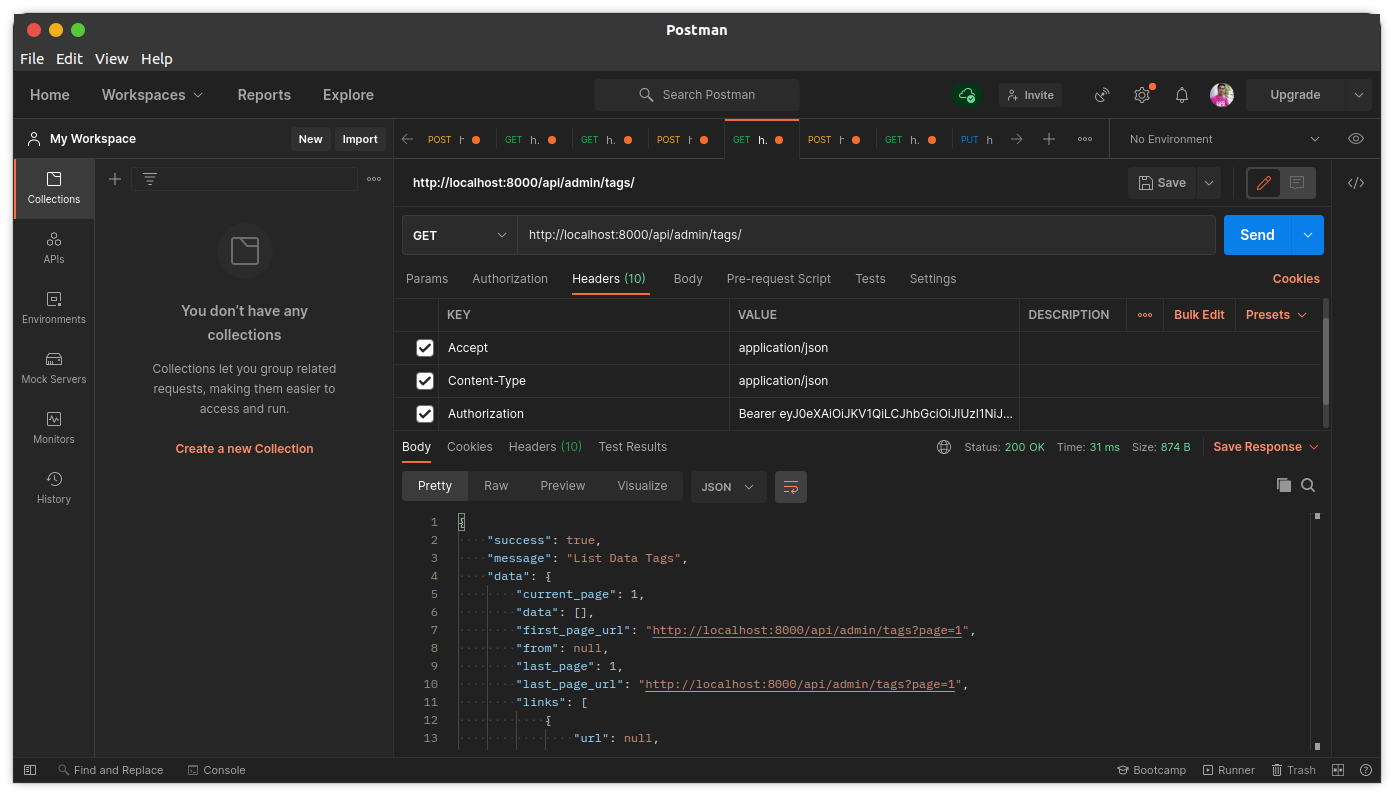 Postman
File Edit View Help
Home Workspaces Reports Explore Search Postman Invite Upgrade
My Workspace New Import
POST h GET h. GET h. POST h GET h. POST h GET h. PUT h No Environment
Collections
APIs
Environments
Mock Servers
Monitors
History
You don't have any
collections
Collections let you group related
requests, making them easier to
access and run.
Create a new Collection
http://localhost:8000/api/admin/tags/ Save
GET http://localhost:8000/api/admin/tags/ Send
Params Authorization Headers (10) Body Pre-request Script Tests Settings Cookies
KEY VALUE DESCRIPTION Bulk Edit Presets
Accept application/json
Content-Type application/json
Authorization Bearer eyJ0eXAiOiJKV1QiLCJhbGciOiJIUzI1NiJ...
Body Cookies Headers (10) Test Results Status: 200 OK Time: 31 ms Size: 874 B Save Response
Pretty Raw Preview Visualize JSON
1 {
2 "success": true,
3 "message": "List Data Tags",
4 "data": {
5 "current_page": 1,
6 "data": [],
7 "first_page_url": "http://localhost:8000/api/admin/tags?page=1",
8 "from": null,
9 "last_page": 1,
10 "last_page_url": "http://localhost:8000/api/admin/tags?page=1",
11 "links": [
12 {
13 "url": null,
Find and Replace Console Bootcamp Runner Trash